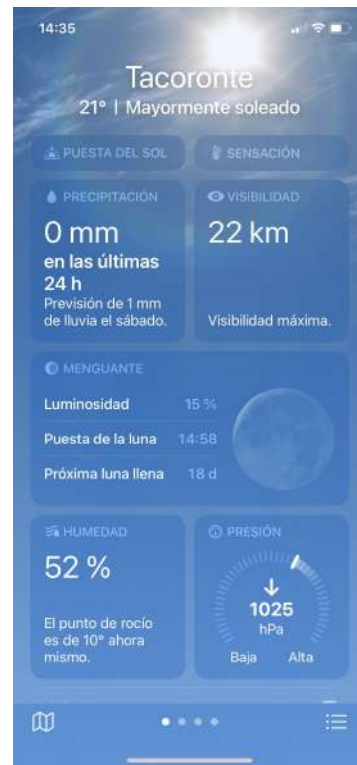 14:35
Tacoronte
21° | Mayormente soleado
PUESTA DEL SOL
SENSACIÓN
PRECIPITACIÓN
0 mm
en las últimas
24 h
Previsión de 1 mm
de lluvia el sábado.
VISIBILIDAD
22 km
Visibilidad máxima.
MENGUANTE
Luminosidad 15 %
Puesta de la luna 14:58
Próxima luna llena 18 d
HUMEDAD
52 %
El punto de rocío
es de 10° ahora
mismo.
PRESIÓN
1025
hPa
Baja Alta